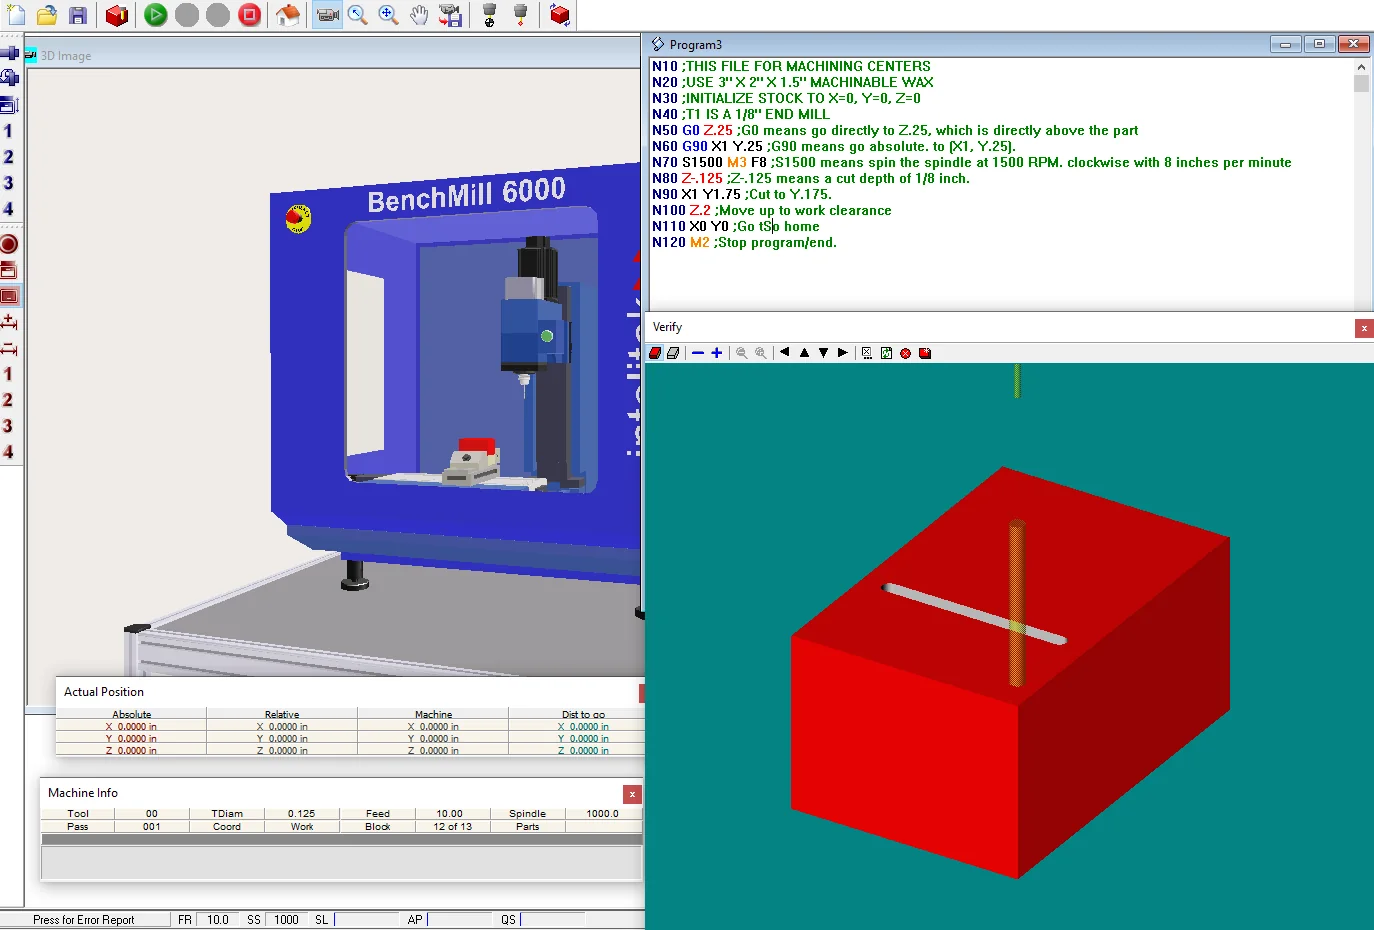 3D Image
Program3
N10 ;THIS FILE FOR MACHINING CENTERS
N20 ;USE 3" X 2" X 1.5" MACHINABLE WAX
N30 ;INITIALIZE STOCK TO X=0, Y=0, Z=0
N40 ;T1 IS A 1/8" END MILL
N50 G0 Z.25 ;G0 means go directly to Z.25, which is directly above the part
N60 G90 X1 Y.25 ;G90 means go absolute. to (X1, Y.25).
N70 S1500 M3 F8 ;S1500 means spin the spindle at 1500 RPM. clockwise with 8 inches per minute
N80 Z-.125 ;Z-.125 means a cut depth of 1/8 inch.
N90 X1 Y1.75 ;Cut to Y.175.
N100 Z.2 ;Move up to work clearance
N110 X0 Y0 ;Go tSo home
N120 M2 ;Stop program/end.
1
2
3
4
1
2
3
4
BenchMill 6000
Verify
Actual Position
Absolute Relative Machine Dist to go
X 0.0000 in X 0.0000 in X 0.0000 in X 0.0000 in
Y 0.0000 in Y 0.0000 in Y 0.0000 in Y 0.0000 in
Z 0.0000 in Z 0.0000 in Z 0.0000 in Z 0.0000 in
Machine Info
Tool 00 TDiam 0.125 Feed 10.00 Spindle 1000.0
Pass 001 Coord Work Block 12 of 13 Parts
Press for Error Report FR 10.0 SS 1000 SL AP QS